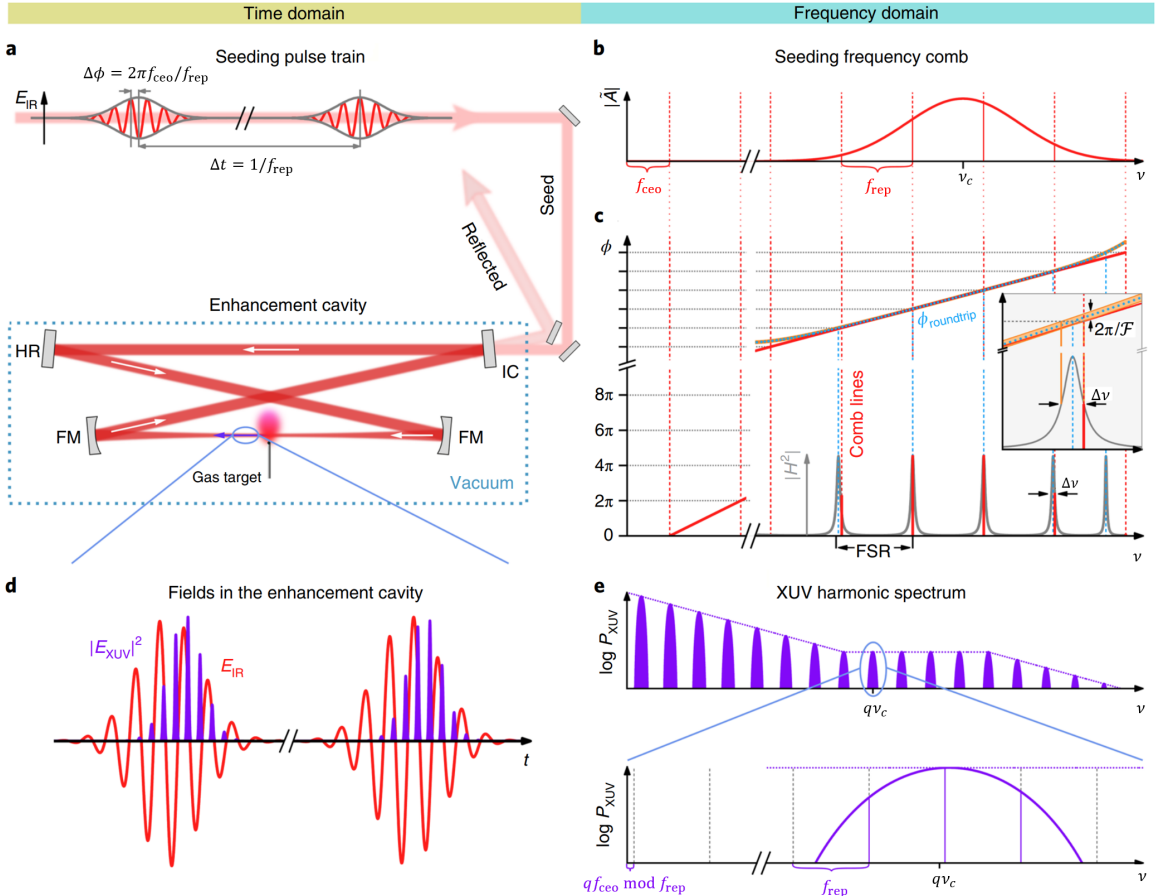 Time domain
Frequency domain
a
Seeding pulse train
Δϕ = 2πf_ceo/f_rep
E_IR
Δt = 1/f_rep
Seed
Reflected
Enhancement cavity
HR
IC
FM
FM
Gas target
Vacuum
b
Seeding frequency comb
|Ã|
f_ceo
f_rep
ν_c
ν
c
ϕ
ϕ_roundtrip
2π/ℱ
Δν
Comb lines
8π
6π
4π
2π
0
|H²|
Δν
FSR
ν
d
Fields in the enhancement cavity
|E_XUV|²
E_IR
t
e
XUV harmonic spectrum
log P_XUV
qν_c
ν
log P_XUV
qf_ceo mod f_rep
f_rep
qν_c
ν